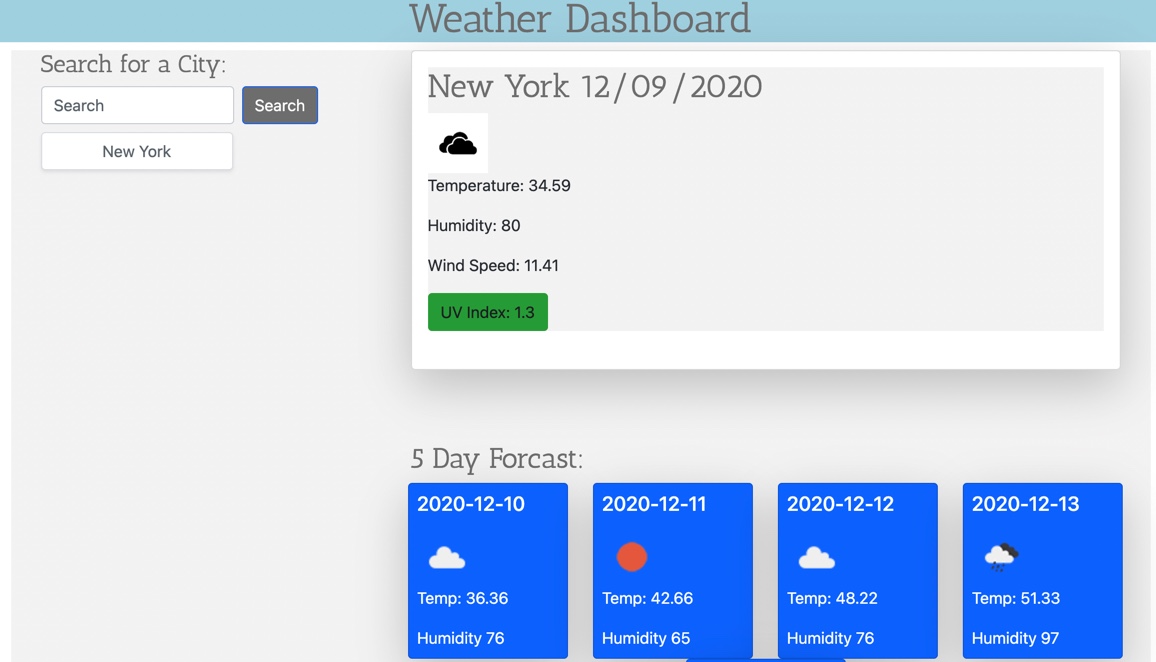 Weather Dashboard
Search for a City:
Search
Search
New York
New York 12/09/2020
Temperature: 34.59
Humidity: 80
Wind Speed: 11.41
UV Index: 1.3
5 Day Forcast:
2020-12-10
Temp: 36.36
Humidity 76
2020-12-11
Temp: 42.66
Humidity 65
2020-12-12
Temp: 48.22
Humidity 76
2020-12-13
Temp: 51.33
Humidity 97